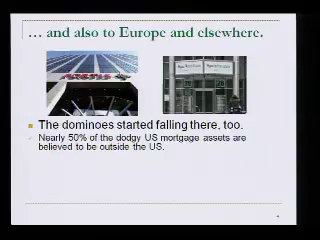 … and also to Europe and elsewhere.
The dominoes started falling there, too.
Nearly 50% of the dodgy US mortgage assets are
believed to be outside the US.